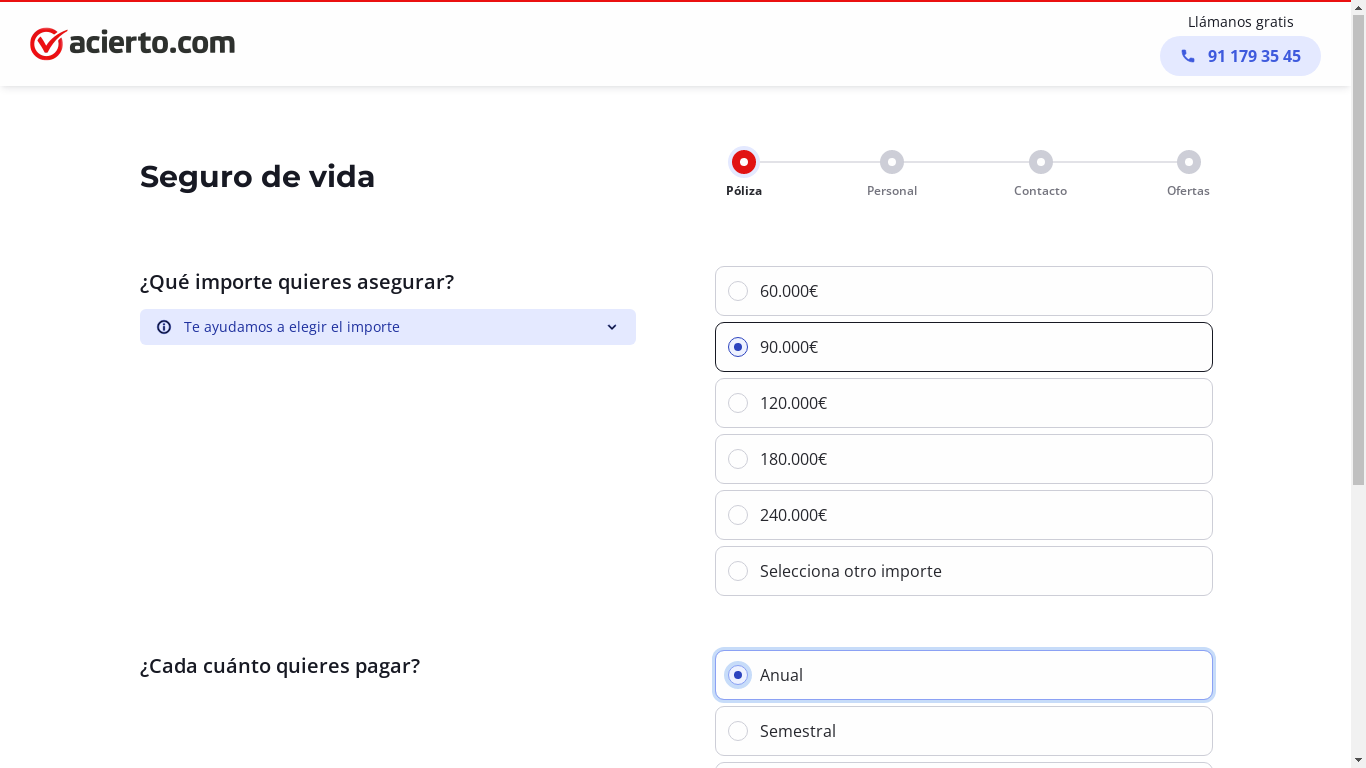 acierto.com
Llámanos gratis
91 179 35 45
Seguro de vida
Póliza
Personal
Contacto
Ofertas
¿Qué importe quieres asegurar?
Te ayudamos a elegir el importe
60.000€
90.000€
120.000€
180.000€
240.000€
Selecciona otro importe
¿Cada cuánto quieres pagar?
Anual
Semestral